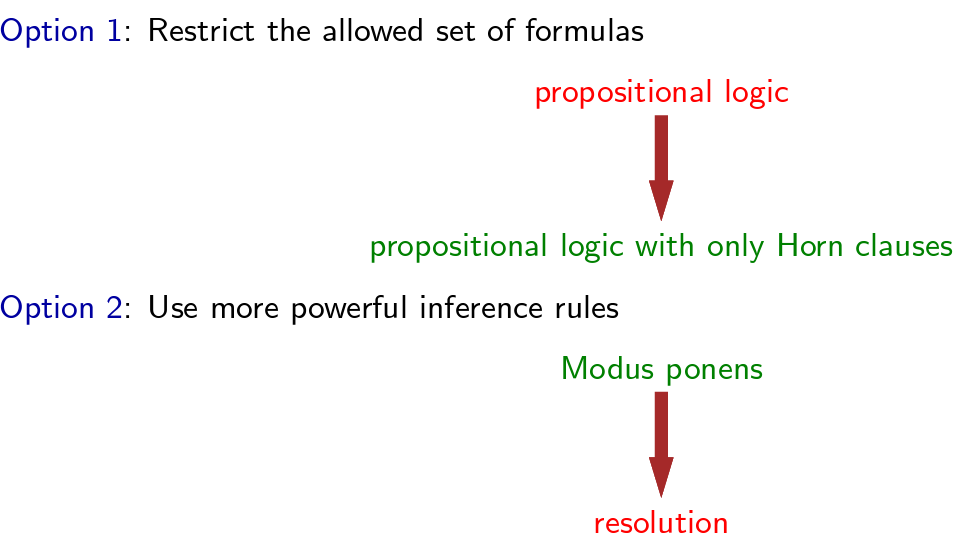 Option 1: Restrict the allowed set of formulas
propositional logic
propositional logic with only Horn clauses
Option 2: Use more powerful inference rules
Modus ponens
resolution